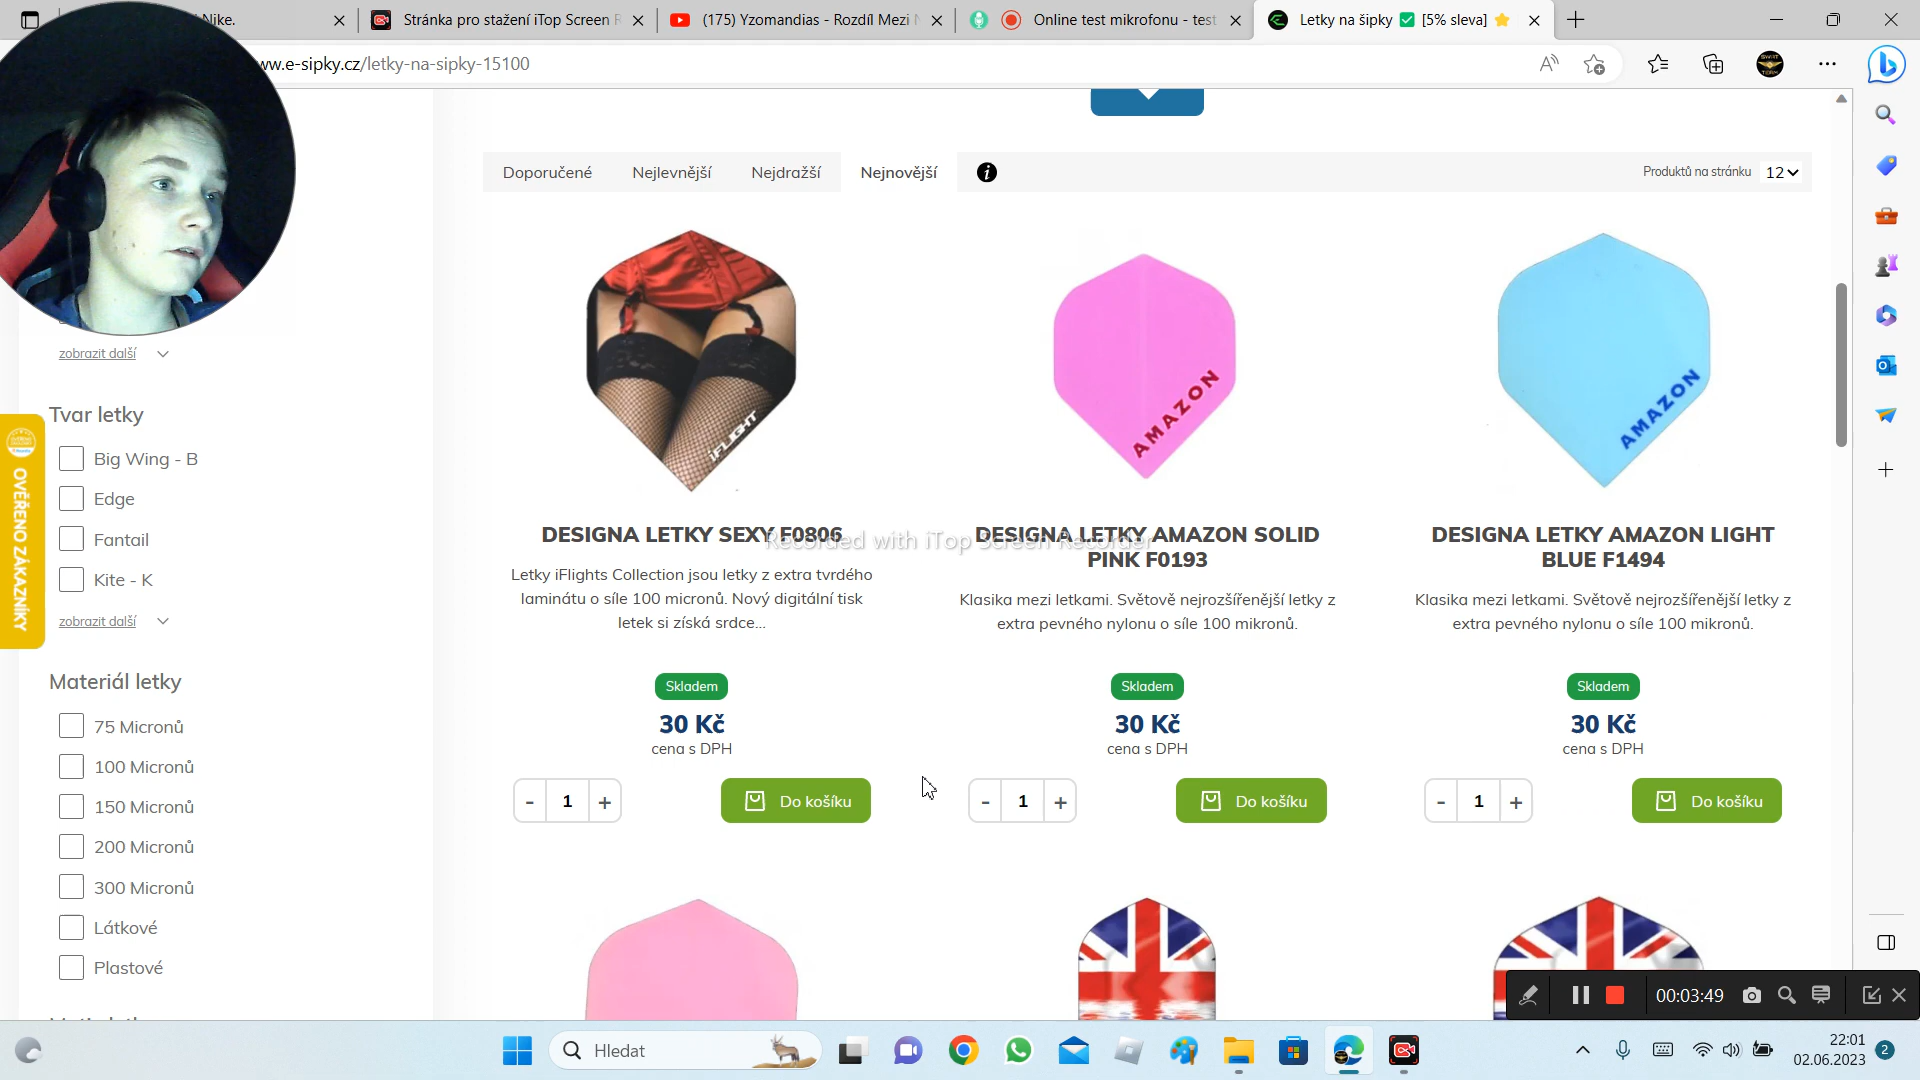 Nike.
Stránka pro stažení iTop Screen R
(175) Yzomandias - Rozdíl Mezi
Online test mikrofonu - test
Letky na šipky ✅ [5% sleva] ⭐
ww.e-sipky.cz/letky-na-sipky-15100
Doporučené
Nejlevnější
Nejdražší
Nejnovější
i
Produktů na stránku
12
AMAZON
AMAZON
iFLIGHT
zobrazit další
Tvar letky
Big Wing - B
Edge
Fantail
Kite - K
zobrazit další
OVĚŘENO ZÁKAZNÍKY
Materiál letky
75 Micronů
100 Micronů
150 Micronů
200 Micronů
300 Micronů
Látkové
Plastové
DESIGNA LETKY SEXY F0806
Letky iFlights Collection jsou letky z extra tvrdého
laminátu o síle 100 micronů. Nový digitální tisk
letek si získá srdce...
Skladem
30 Kč
cena s DPH
- 1 +
Do košíku
DESIGNA LETKY AMAZON SOLID
PINK F0193
Klasika mezi letkami. Světově nejrozšířenější letky z
extra pevného nylonu o síle 100 mikronů.
Skladem
30 Kč
cena s DPH
- 1 +
Do košíku
DESIGNA LETKY AMAZON LIGHT
BLUE F1494
Klasika mezi letkami. Světově nejrozšířenější letky z
extra pevného nylonu o síle 100 mikronů.
Skladem
30 Kč
cena s DPH
- 1 +
Do košíku
Recorded with iTop Screen Recorder
00:03:49
Hledat
22:01
02.06.2023
2